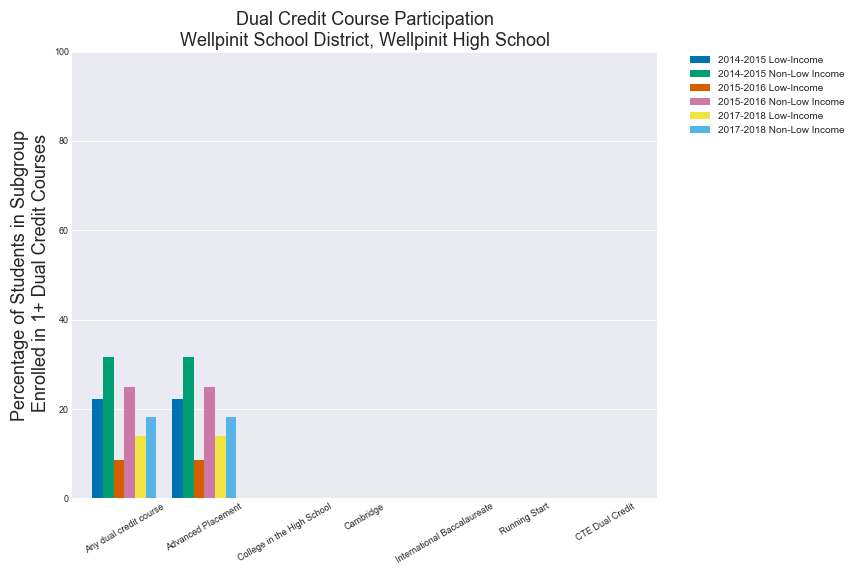 Dual Credit Course Participation
Wellpinit School District, Wellpinit High School
Percentage of Students in Subgroup
Enrolled in 1+ Dual Credit Courses
100
80
60
40
20
0
Any dual credit course
Advanced Placement
College in the High School
Cambridge
International Baccalaureate
Running Start
CTE Dual Credit
2014-2015 Low-Income
2014-2015 Non-Low Income
2015-2016 Low-Income
2015-2016 Non-Low Income
2017-2018 Low-Income
2017-2018 Non-Low Income